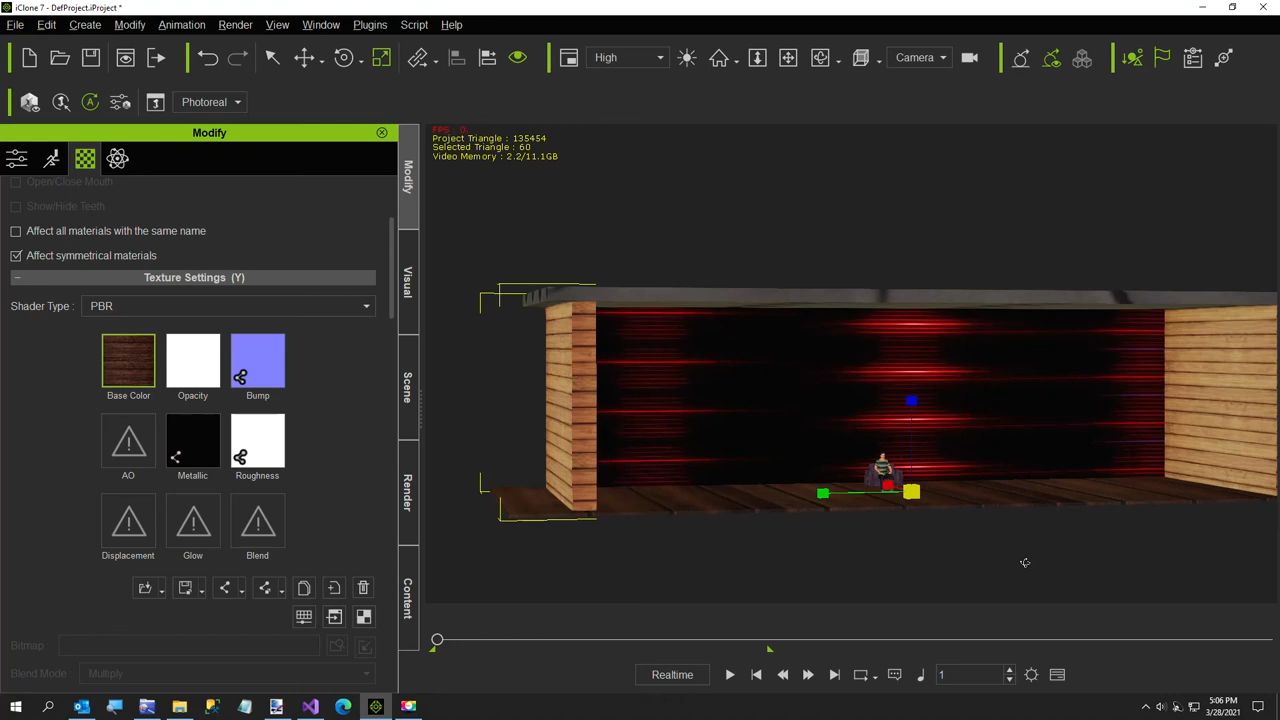 iClone 7 - DefProject.iProject *
File Edit Create Modify Animation Render View Window Plugins Script Help
High
Camera
Photoreal
Modify
FPS : 0
Project Triangle : 135454
Selected Triangle : 60
Video Memory : 2.2/11.1GB
Open/Close Mouth
Show/Hide Teeth
Affect all materials with the same name
Affect symmetrical materials
Texture Settings (Y)
Shader Type : PBR
Base Color Opacity Bump
AO Metallic Roughness
Displacement Glow Blend
Bitmap
Blend Mode : Multiply
Modify
Visual
Scene
Render
Content
Realtime
1
5:06 PM
3/28/2021